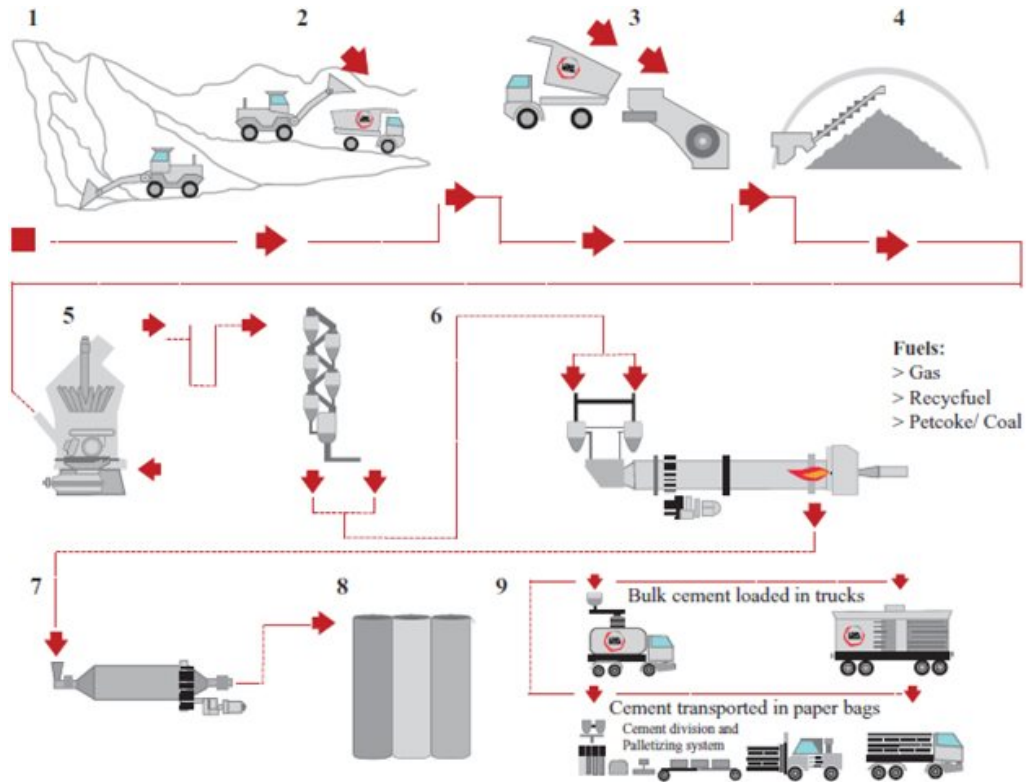 1
2
3
4
5
6
Fuels:
> Gas
> Recycfuel
> Petcoke/ Coal
7
8
9
Bulk cement loaded in trucks
Cement transported in paper bags
Cement division and
Palletizing system